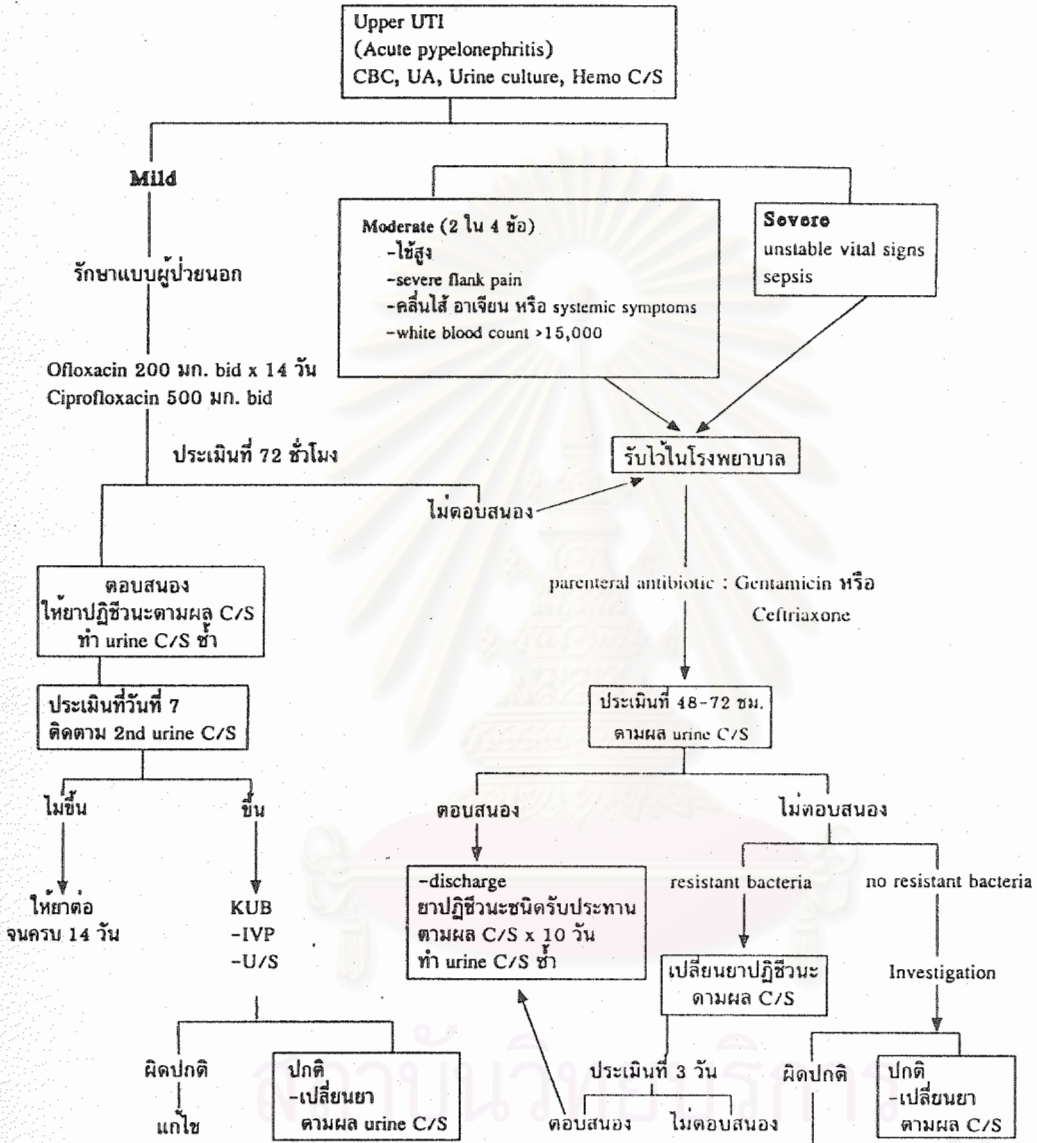 Upper UTI
(Acute pypelonephritis)
CBC, UA, Urine culture, Hemo C/S
Mild
รักษาแบบผู้ป่วยนอก
Ofloxacin 200 มก. bid x 14 วัน
Ciprofloxacin 500 มก. bid
ประเมินที่ 72 ชั่วโมง
Moderate (2 ใน 4 ข้อ)
-ไข้สูง
-severe flank pain
-คลื่นไส้ อาเจียน หรือ systemic symptoms
-white blood count >15,000
Severe
unstable vital signs
sepsis
รับไว้ในโรงพยาบาล
ไม่ตอบสนอง
ตอบสนอง
ให้ยาปฏิชีวนะตามผล C/S
ทำ urine C/S ซ้ำ
parenteral antibiotic : Gentamicin หรือ
Ceftriaxone
ประเมินที่วันที่ 7
ติดตาม 2nd urine C/S
ประเมินที่ 48-72 ชม.
ตามผล urine C/S
ไม่ขึ้น
ขึ้น
ตอบสนอง
ไม่ตอบสนอง
ให้ยาต่อ
จนครบ 14 วัน
KUB
-IVP
-U/S
-discharge
ยาปฏิชีวนะชนิดรับประทาน
ตามผล C/S x 10 วัน
ทำ urine C/S ซ้ำ
resistant bacteria
no resistant bacteria
เปลี่ยนยาปฏิชีวนะ
ตามผล C/S
Investigation
ผิดปกติ
แก้ไข
ปกติ
-เปลี่ยนยา
ตามผล urine C/S
ประเมินที่ 3 วัน
ตอบสนอง
ไม่ตอบสนอง
ผิดปกติ
ปกติ
-เปลี่ยนยา
ตามผล C/S
สถาบันวิทยบริการ